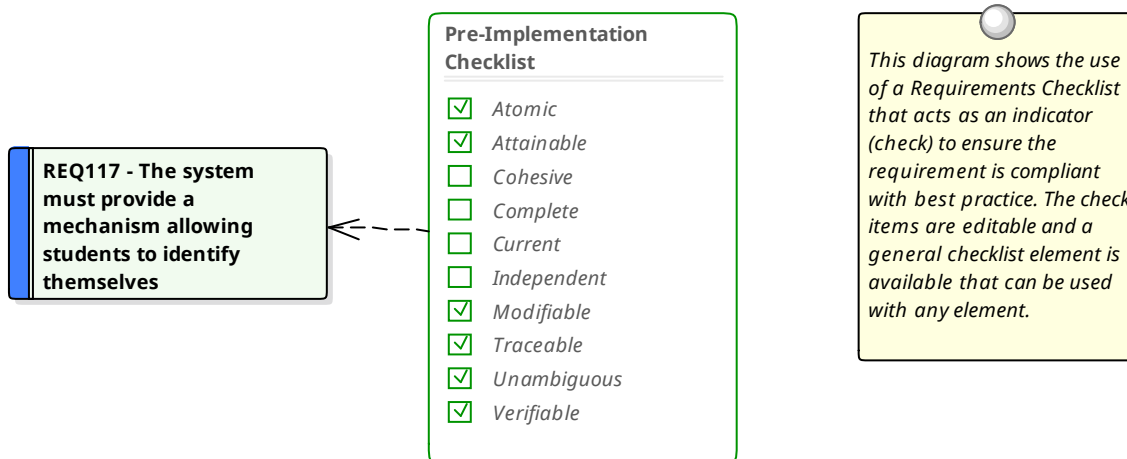 REQ117 - The system
must provide a
mechanism allowing
students to identify
themselves
Pre-Implementation
Checklist
Atomic
Attainable
Cohesive
Complete
Current
Independent
Modifiable
Traceable
Unambiguous
Verifiable
This diagram shows the use
of a Requirements Checklist
that acts as an indicator
(check) to ensure the
requirement is compliant
with best practice. The check
items are editable and a
general checklist element is
available that can be used
with any element.